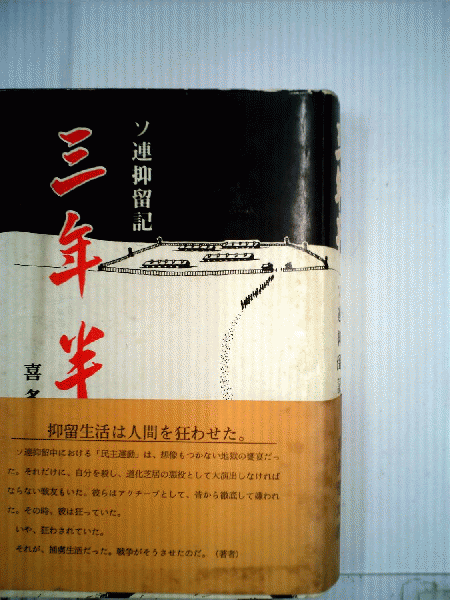 ソ連抑留記
三年半
喜多
抑留生活は人間を狂わせた。
ソ連抑留中における「民主運動」は、想像もつかない地獄の饗宴だっ
た。それだけに、自分を殺し、道化芝居の悪役として大演出しなければ
ならない戦友もいた。彼らはアクチーブとして、皆から徹底して嫌われ
た。その時、彼は狂っていた。
いや、狂わされていた。
それが、捕虜生活だった。戦争がそうさせたのだ。(著者)